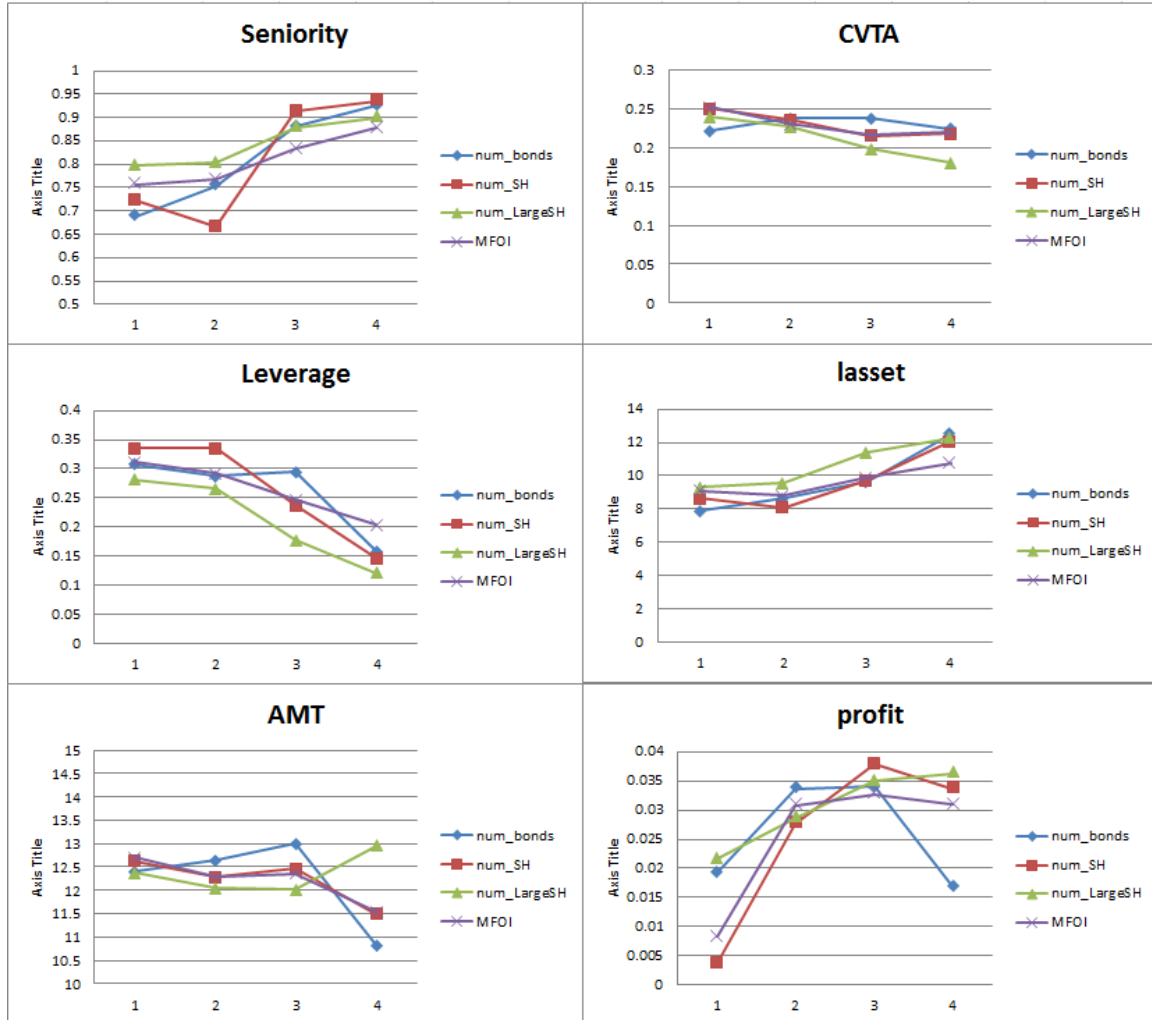 Seniority
1
0.95
0.9
0.85
0.8
0.75
0.7
0.65
0.6
0.55
0.5
Axis Title
1 2 3 4
num_bonds
num_SH
num_LargeSH
MFOI
CVTA
0.3
0.25
0.2
0.15
0.1
0.05
0
Axis Title
1 2 3 4
num_bonds
num_SH
num_LargeSH
MFOI
Leverage
0.4
0.35
0.3
0.25
0.2
0.15
0.1
0.05
0
Axis Title
1 2 3 4
num_bonds
num_SH
num_LargeSH
MFOI
lasset
14
12
10
8
6
4
2
0
Axis Title
1 2 3 4
num_bonds
num_SH
num_LargeSH
MFOI
AMT
15
14.5
14
13.5
13
12.5
12
11.5
11
10.5
10
Axis Title
1 2 3 4
num_bonds
num_SH
num_LargeSH
MFOI
profit
0.04
0.035
0.03
0.025
0.02
0.015
0.01
0.005
0
Axis Title
1 2 3 4
num_bonds
num_SH
num_LargeSH
MFOI